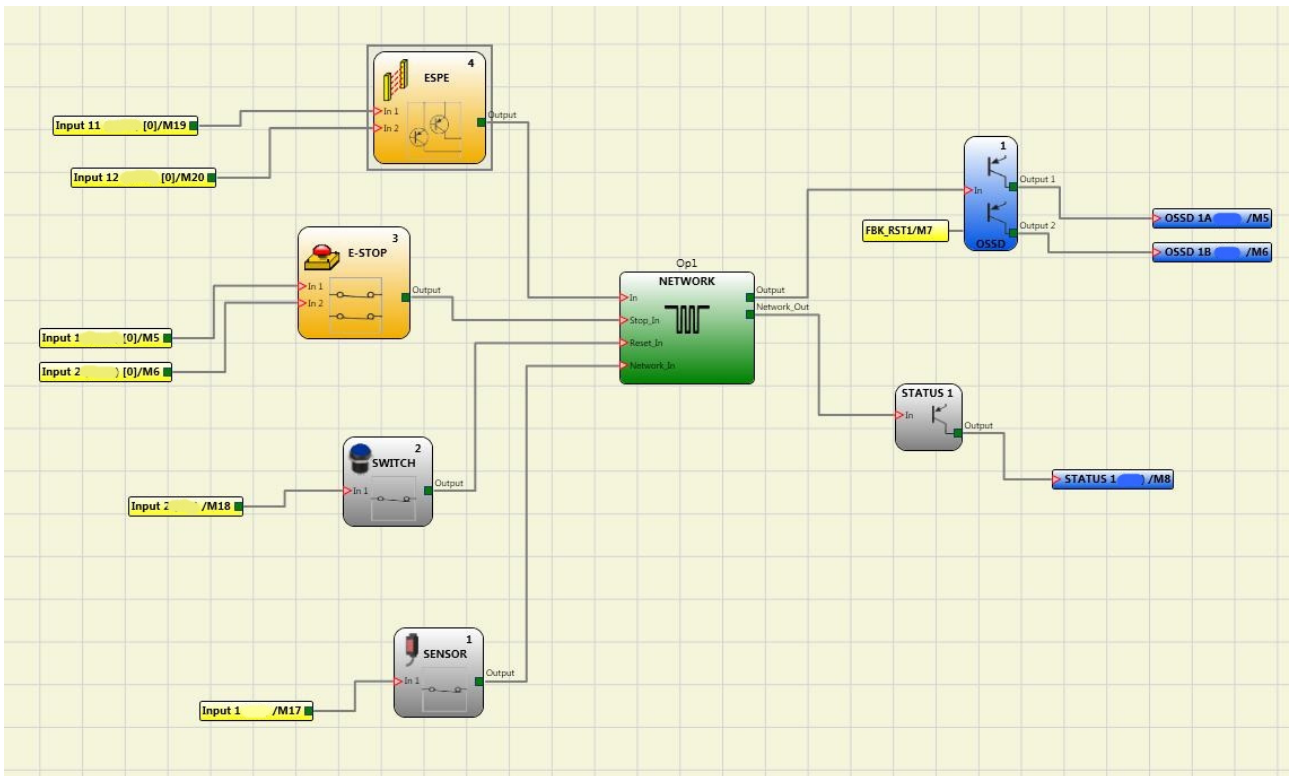 4
ESPE
In 1
In 2
Output
Input 11 [0]/M19
Input 12 [0]/M20
3
E-STOP
In 1
In 2
Output
Input 1 [0]/M5
Input 2 ) [0]/M6
2
SWITCH
In 1
Output
Input 2 /M18
1
SENSOR
In 1
Output
Input 1 /M17
Op1
NETWORK
In
Stop_In
Reset_In
Network_In
Output
Network_Out
1
In
Output 1
Output 2
OSSD
FBK_RST1/M7
OSSD 1A /M5
OSSD 1B /M6
STATUS 1
In
Output
STATUS 1 ) /M8